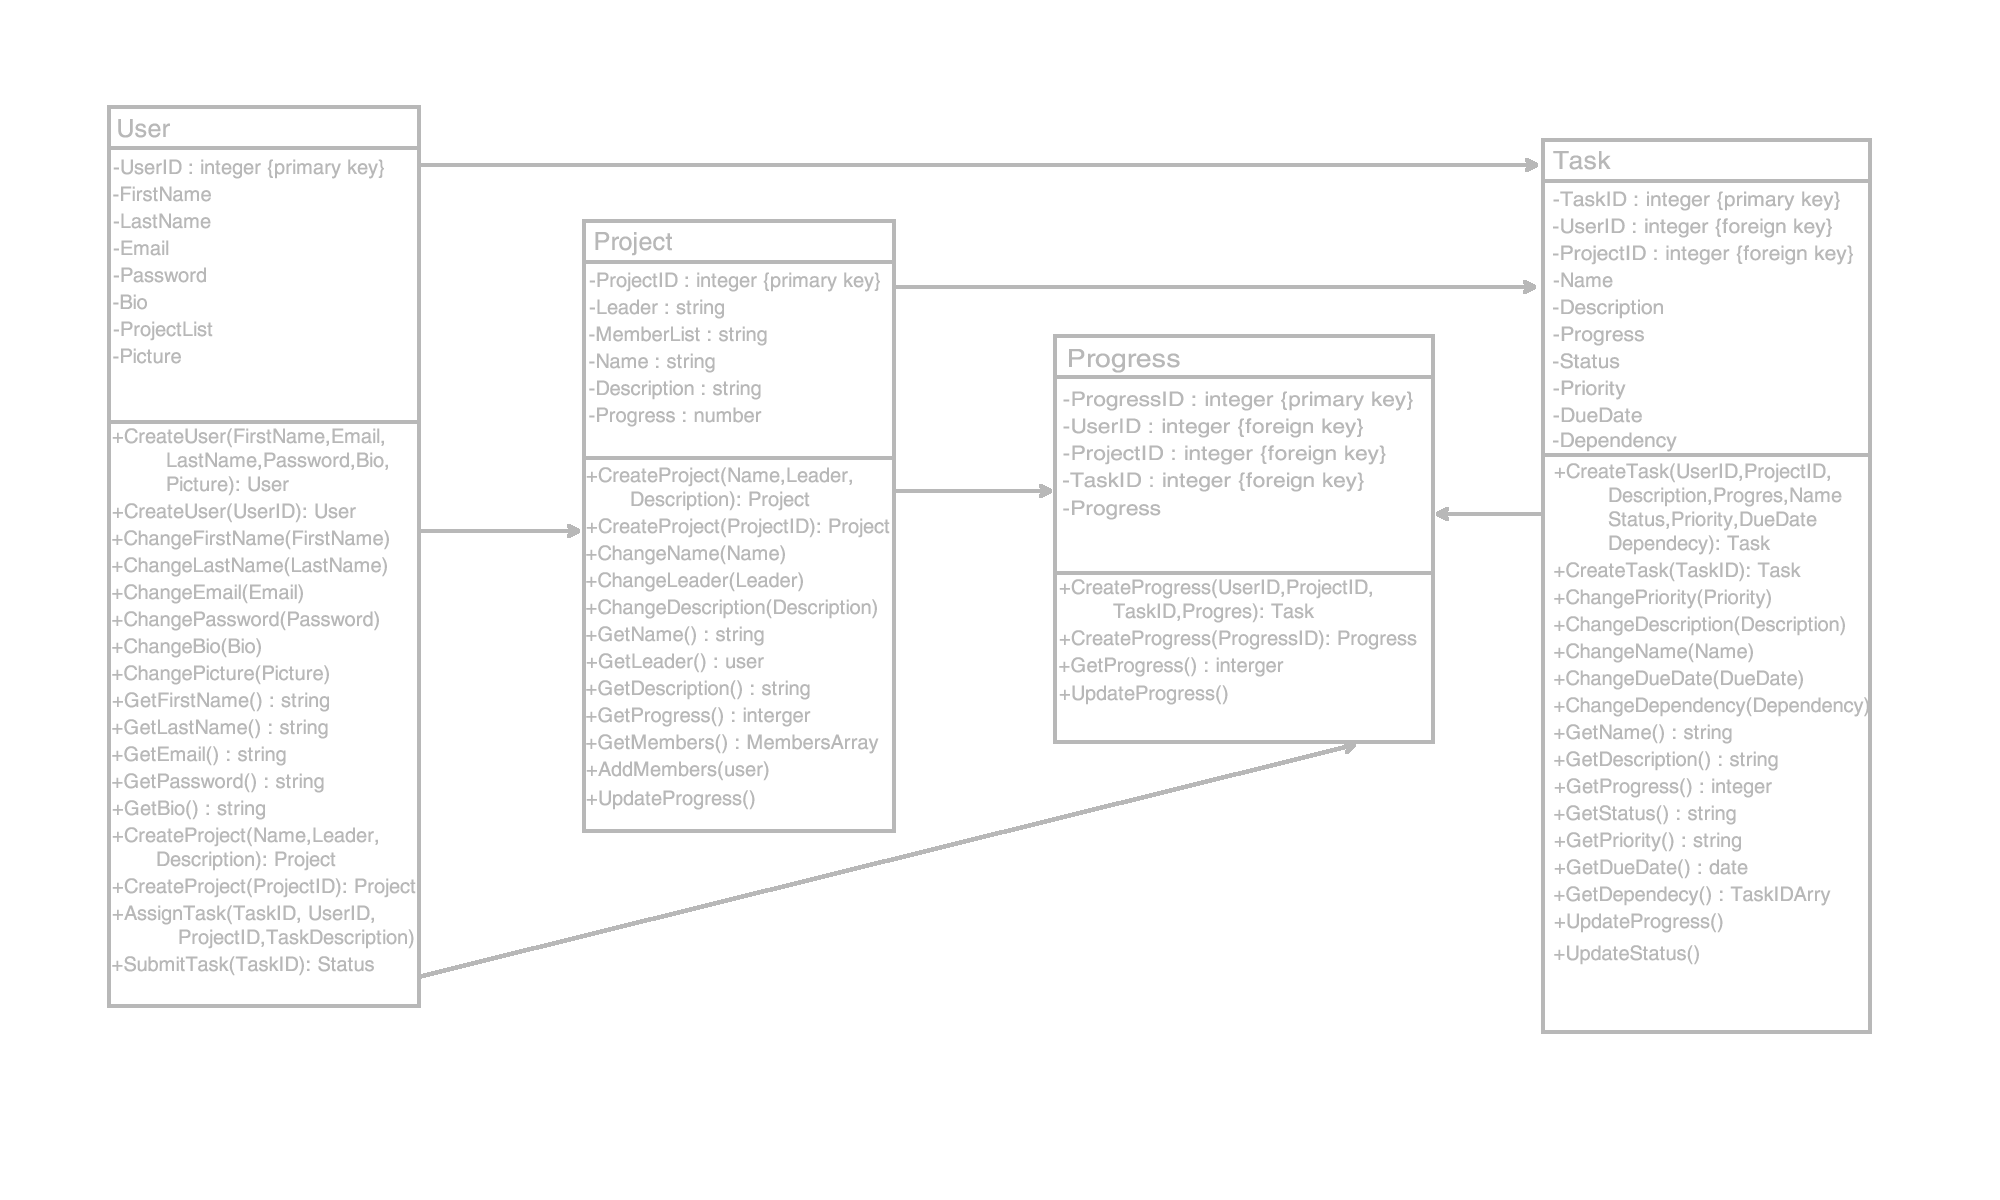 User
-UserID : integer {primary key}
-FirstName
-LastName
-Email
-Password
-Bio
-ProjectList
-Picture
+CreateUser(FirstName,Email,
LastName,Password,Bio,
Picture): User
+CreateUser(UserID): User
+ChangeFirstName(FirstName)
+ChangeLastName(LastName)
+ChangeEmail(Email)
+ChangePassword(Password)
+ChangeBio(Bio)
+ChangePicture(Picture)
+GetFirstName() : string
+GetLastName() : string
+GetEmail() : string
+GetPassword() : string
+GetBio() : string
+CreateProject(Name,Leader,
Description): Project
+CreateProject(ProjectID): Project
+AssignTask(TaskID, UserID,
ProjectID,TaskDescription)
+SubmitTask(TaskID): Status
Project
-ProjectID : integer {primary key}
-Leader : string
-MemberList : string
-Name : string
-Description : string
-Progress : number
+CreateProject(Name,Leader,
Description): Project
+CreateProject(ProjectID): Project
+ChangeName(Name)
+ChangeLeader(Leader)
+ChangeDescription(Description)
+GetName() : string
+GetLeader() : user
+GetDescription() : string
+GetProgress() : interger
+GetMembers() : MembersArray
+AddMembers(user)
+UpdateProgress()
Progress
-ProgressID : integer {primary key}
-UserID : integer {foreign key}
-ProjectID : integer {foreign key}
-TaskID : integer {foreign key}
-Progress
+CreateProgress(UserID,ProjectID,
TaskID,Progres): Task
+CreateProgress(ProgressID): Progress
+GetProgress() : interger
+UpdateProgress()
Task
-TaskID : integer {primary key}
-UserID : integer {foreign key}
-ProjectID : integer {foreign key}
-Name
-Description
-Progress
-Status
-Priority
-DueDate
-Dependency
+CreateTask(UserID,ProjectID,
Description,Progres,Name
Status,Priority,DueDate
Dependecy): Task
+CreateTask(TaskID): Task
+ChangePriority(Priority)
+ChangeDescription(Description)
+ChangeName(Name)
+ChangeDueDate(DueDate)
+ChangeDependency(Dependency)
+GetName() : string
+GetDescription() : string
+GetProgress() : integer
+GetStatus() : string
+GetPriority() : string
+GetDueDate() : date
+GetDependecy() : TaskIDArry
+UpdateProgress()
+UpdateStatus()